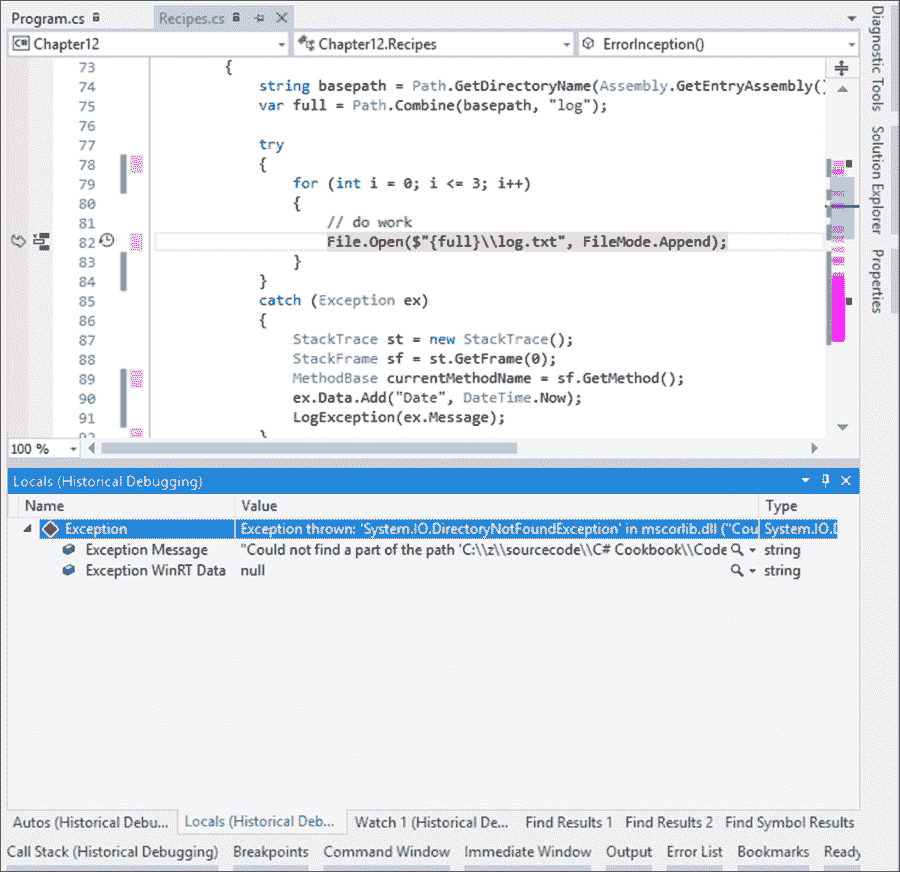 Program.cs
Recipes.cs
Diagnostic Tools
Solution Explorer
Properties
C# Chapter12
Chapter12.Recipes
ErrorInception()
73 {
74 string basepath = Path.GetDirectoryName(Assembly.GetEntryAssembly()
75 var full = Path.Combine(basepath, "log");
76
77 try
78 {
79 for (int i = 0; i <= 3; i++)
80 {
81 // do work
82 File.Open($"{full}\\log.txt", FileMode.Append);
83 }
84 }
85 catch (Exception ex)
86 {
87 StackTrace st = new StackTrace();
88 StackFrame sf = st.GetFrame(0);
89 MethodBase currentMethodName = sf.GetMethod();
90 ex.Data.Add("Date", DateTime.Now);
91 LogException(ex.Message);
92 }
100 %
Locals (Historical Debugging)
Name Value Type
Exception Exception thrown: 'System.IO.DirectoryNotFoundException' in mscorlib.dll ("Cou System.IO.D
Exception Message "Could not find a part of the path 'C:\\z\\sourcecode\\C# Cookbook\\Code string
Exception WinRT Data null string
Autos (Historical Debu... Locals (Historical Deb... Watch 1 (Historical De... Find Results 1 Find Results 2 Find Symbol Results
Call Stack (Historical Debugging) Breakpoints Command Window Immediate Window Output Error List Bookmarks Ready